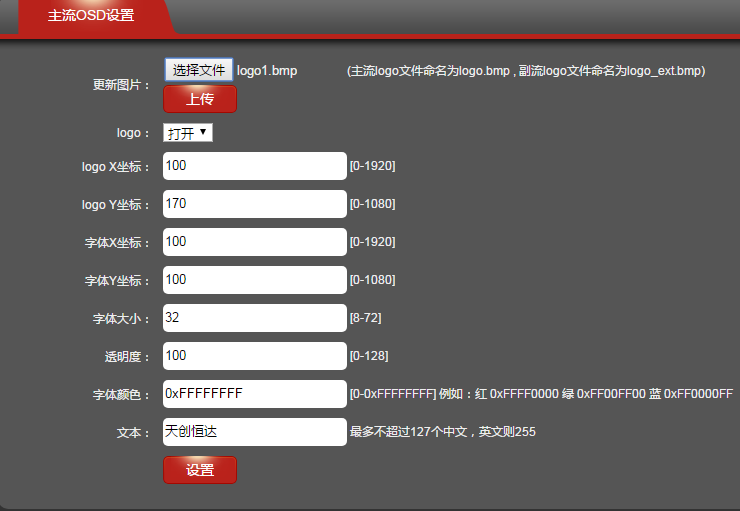 主流OSD设置
更新图片： 选择文件 logo1.bmp (主流logo文件命名为logo.bmp , 副流logo文件命名为logo_ext.bmp)
上传
logo： 打开
logo X坐标： 100 [0-1920]
logo Y坐标： 170 [0-1080]
字体X坐标： 100 [0-1920]
字体Y坐标： 100 [0-1080]
字体大小： 32 [8-72]
透明度： 100 [0-128]
字体颜色： 0xFFFFFFFF [0-0xFFFFFFFF] 例如：红 0xFFFF0000 绿 0xFF00FF00 蓝 0xFF0000FF
文本： 天创恒达 最多不超过127个中文，英文则255
设置